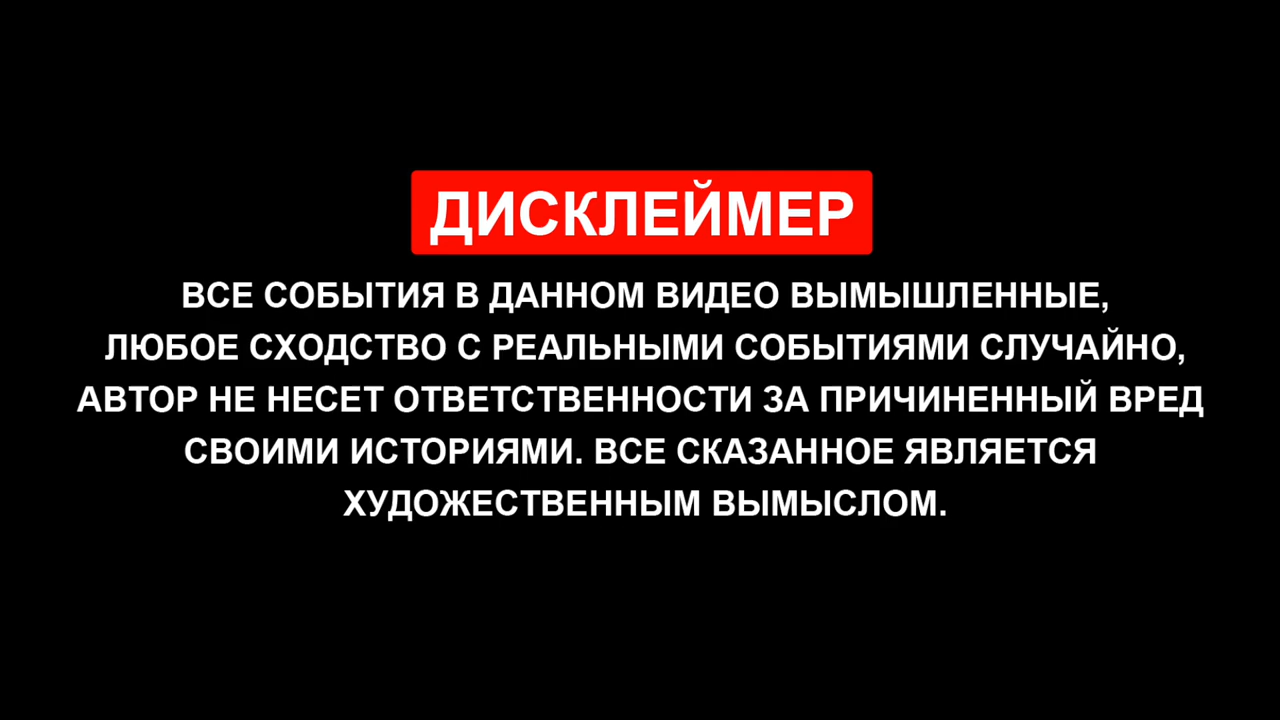 ДИСКЛЕЙМЕР
ВСЕ СОБЫТИЯ В ДАННОМ ВИДЕО ВЫМЫШЛЕННЫЕ,
ЛЮБОЕ СХОДСТВО С РЕАЛЬНЫМИ СОБЫТИЯМИ СЛУЧАЙНО,
АВТОР НЕ НЕСЕТ ОТВЕТСТВЕННОСТИ ЗА ПРИЧИНЕННЫЙ ВРЕД
СВОИМИ ИСТОРИЯМИ. ВСЕ СКАЗАННОЕ ЯВЛЯЕТСЯ
ХУДОЖЕСТВЕННЫМ ВЫМЫСЛОМ.